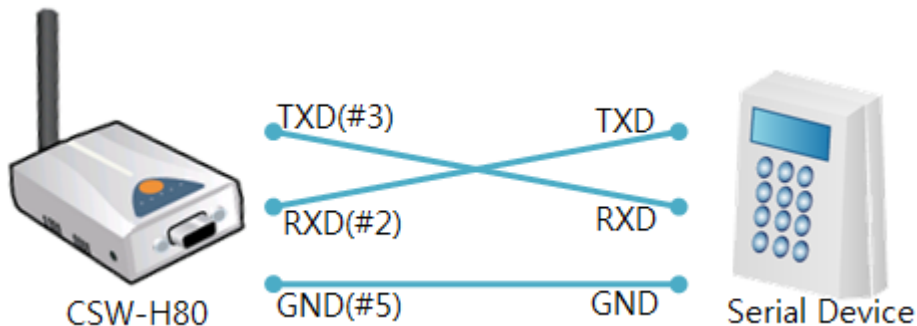 TXD(#3) TXD
RXD(#2) RXD
GND(#5) GND
CSW-H80 Serial Device